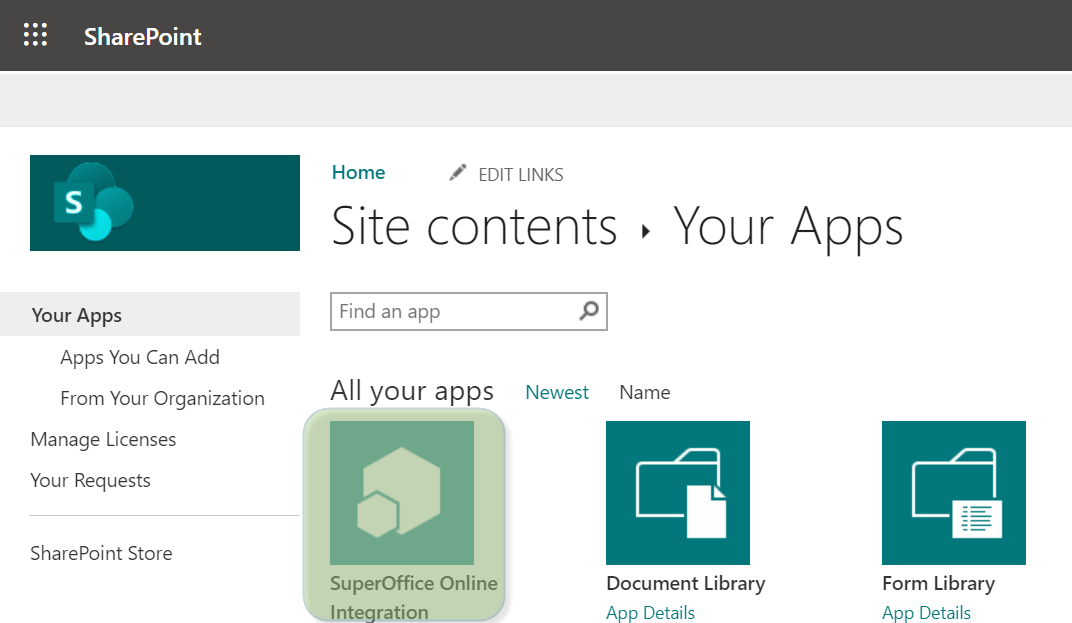 SharePoint
S
Home
EDIT LINKS
Site contents ▸ Your Apps
Your Apps
Apps You Can Add
From Your Organization
Manage Licenses
Your Requests
SharePoint Store
Find an app
All your apps
Newest
Name
SuperOffice Online
Integration
Document Library
App Details
Form Library
App Details